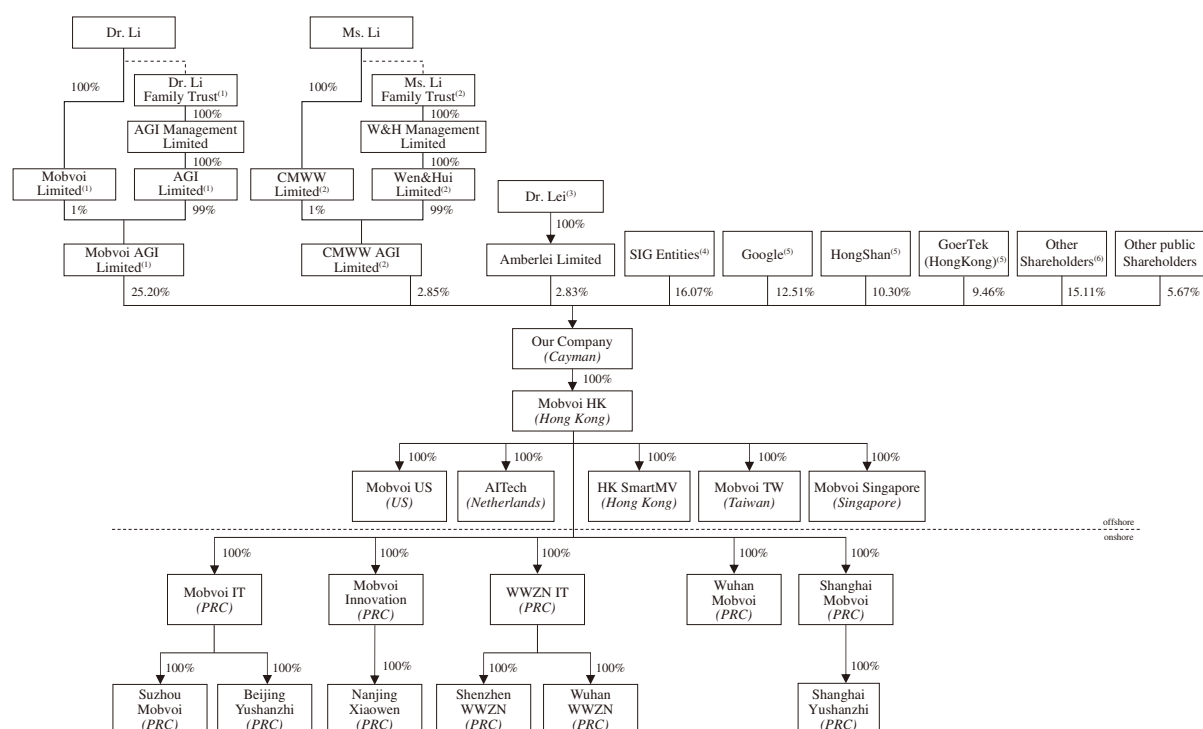 Dr. Li
Ms. Li
100%
Dr. Li
Family Trust(1)
100%
Ms. Li
Family Trust(2)
100%
100%
AGI Management
Limited
W&H Management
Limited
100%
100%
Mobvoi
Limited(1)
AGI
Limited(1)
CMWW
Limited(2)
Wen&Hui
Limited(2)
Dr. Lei(3)
1%
99%
1%
99%
100%
Mobvoi AGI
Limited(1)
CMWW AGI
Limited(2)
Amberlei Limited
SIG Entities(4)
Google(5)
HongShan(5)
GoerTek
(HongKong)(5)
Other
Shareholders(6)
Other public
Shareholders
25.20%
2.85%
2.83%
16.07%
12.51%
10.30%
9.46%
15.11%
5.67%
Our Company
(Cayman)
100%
Mobvoi HK
(Hong Kong)
100%
100%
100%
100%
100%
Mobvoi US
(US)
AITech
(Netherlands)
HK SmartMV
(Hong Kong)
Mobvoi TW
(Taiwan)
Mobvoi Singapore
(Singapore)
offshore
onshore
100%
100%
100%
100%
100%
Mobvoi IT
(PRC)
Mobvoi
Innovation
(PRC)
WWZN IT
(PRC)
Wuhan
Mobvoi
(PRC)
Shanghai
Mobvoi
(PRC)
100%
100%
100%
100%
100%
100%
Suzhou
Mobvoi
(PRC)
Beijing
Yushanzhi
(PRC)
Nanjing
Xiaowen
(PRC)
Shenzhen
WWZN
(PRC)
Wuhan
WWZN
(PRC)
Shanghai
Yushanzhi
(PRC)